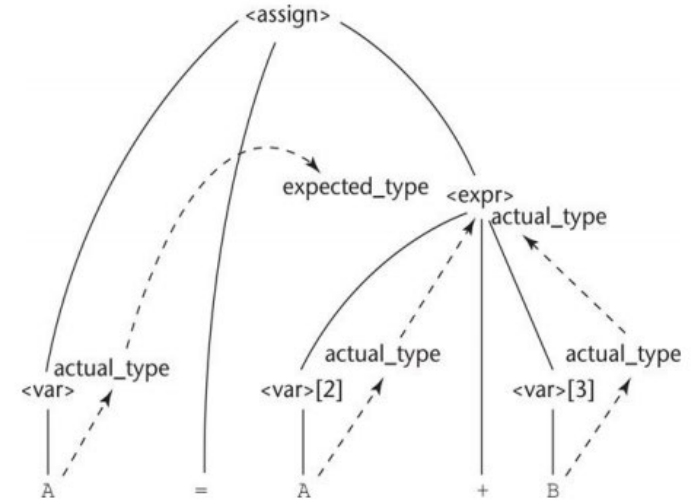 <assign>
expected_type
<expr>
actual_type
actual_type
actual_type
actual_type
<var>
<var>[2]
<var>[3]
A = A + B